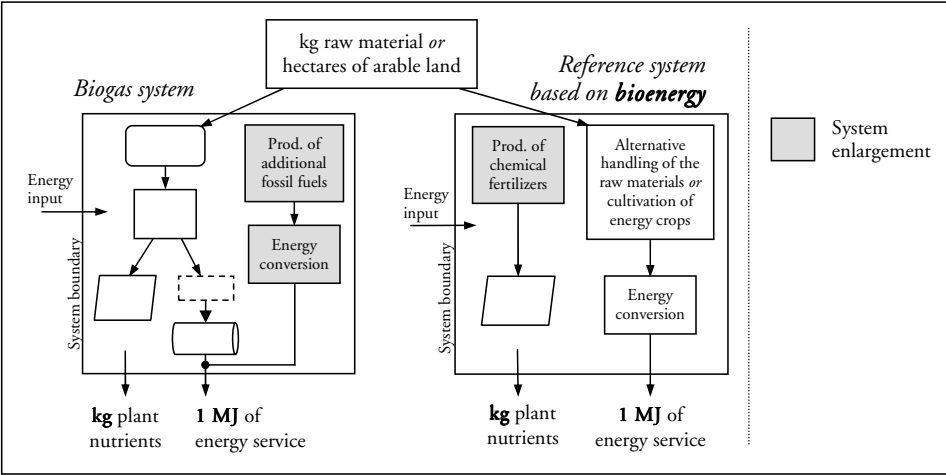 kg raw material or
hectares of arable land
Biogas system
Reference system
based on bioenergy
Prod. of
additional
fossil fuels
Energy
conversion
Energy
input
System boundary
kg plant
nutrients
1 MJ of
energy service
Prod. of
chemical
fertilizers
Alternative
handling of the
raw materials or
cultivation of
energy crops
Energy
conversion
Energy
input
System boundary
kg plant
nutrients
1 MJ of
energy service
System
enlargement